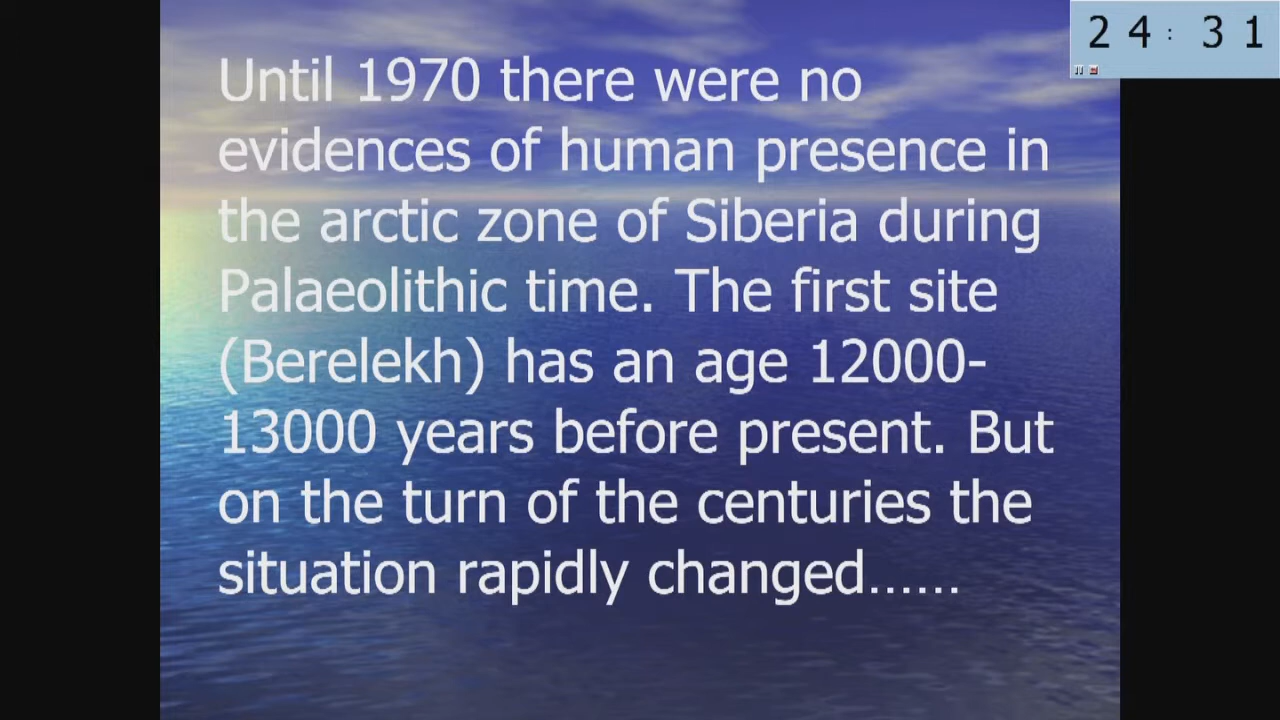 24: 31
Until 1970 there were no
evidences of human presence in
the arctic zone of Siberia during
Palaeolithic time. The first site
(Berelekh) has an age 12000-
13000 years before present. But
on the turn of the centuries the
situation rapidly changed……